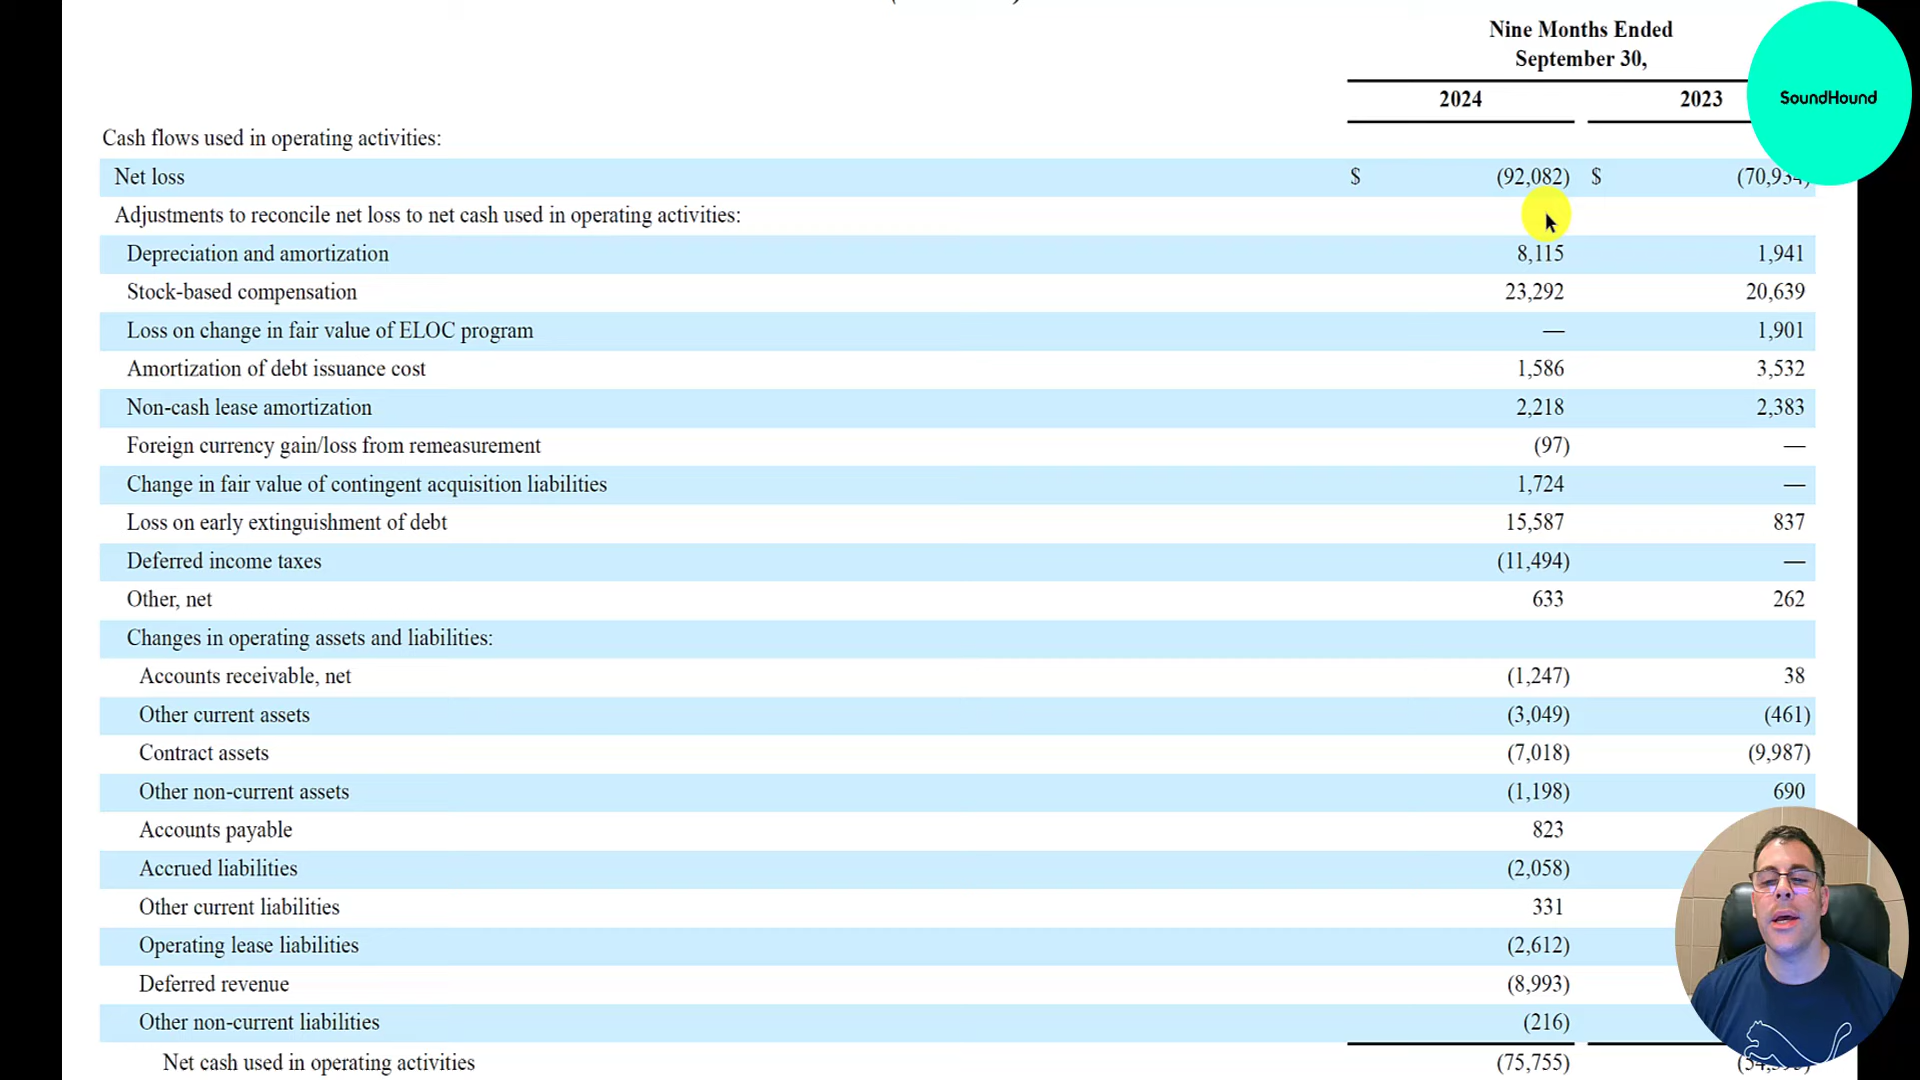 Nine Months Ended
September 30,
2024 2023
SoundHound
Cash flows used in operating activities:
Net loss $ (92,082) $
Adjustments to reconcile net loss to net cash used in operating activities:
Depreciation and amortization 8,115 1,941
Stock-based compensation 23,292 20,639
Loss on change in fair value of ELOC program — 1,901
Amortization of debt issuance cost 1,586 3,532
Non-cash lease amortization 2,218 2,383
Foreign currency gain/loss from remeasurement (97) —
Change in fair value of contingent acquisition liabilities 1,724 —
Loss on early extinguishment of debt 15,587 837
Deferred income taxes (11,494) —
Other, net 633 262
Changes in operating assets and liabilities:
Accounts receivable, net (1,247) 38
Other current assets (3,049) (461)
Contract assets (7,018) (9,987)
Other non-current assets (1,198) 690
Accounts payable 823
Accrued liabilities (2,058)
Other current liabilities 331
Operating lease liabilities (2,612)
Deferred revenue (8,993)
Other non-current liabilities (216)
Net cash used in operating activities (75,755)